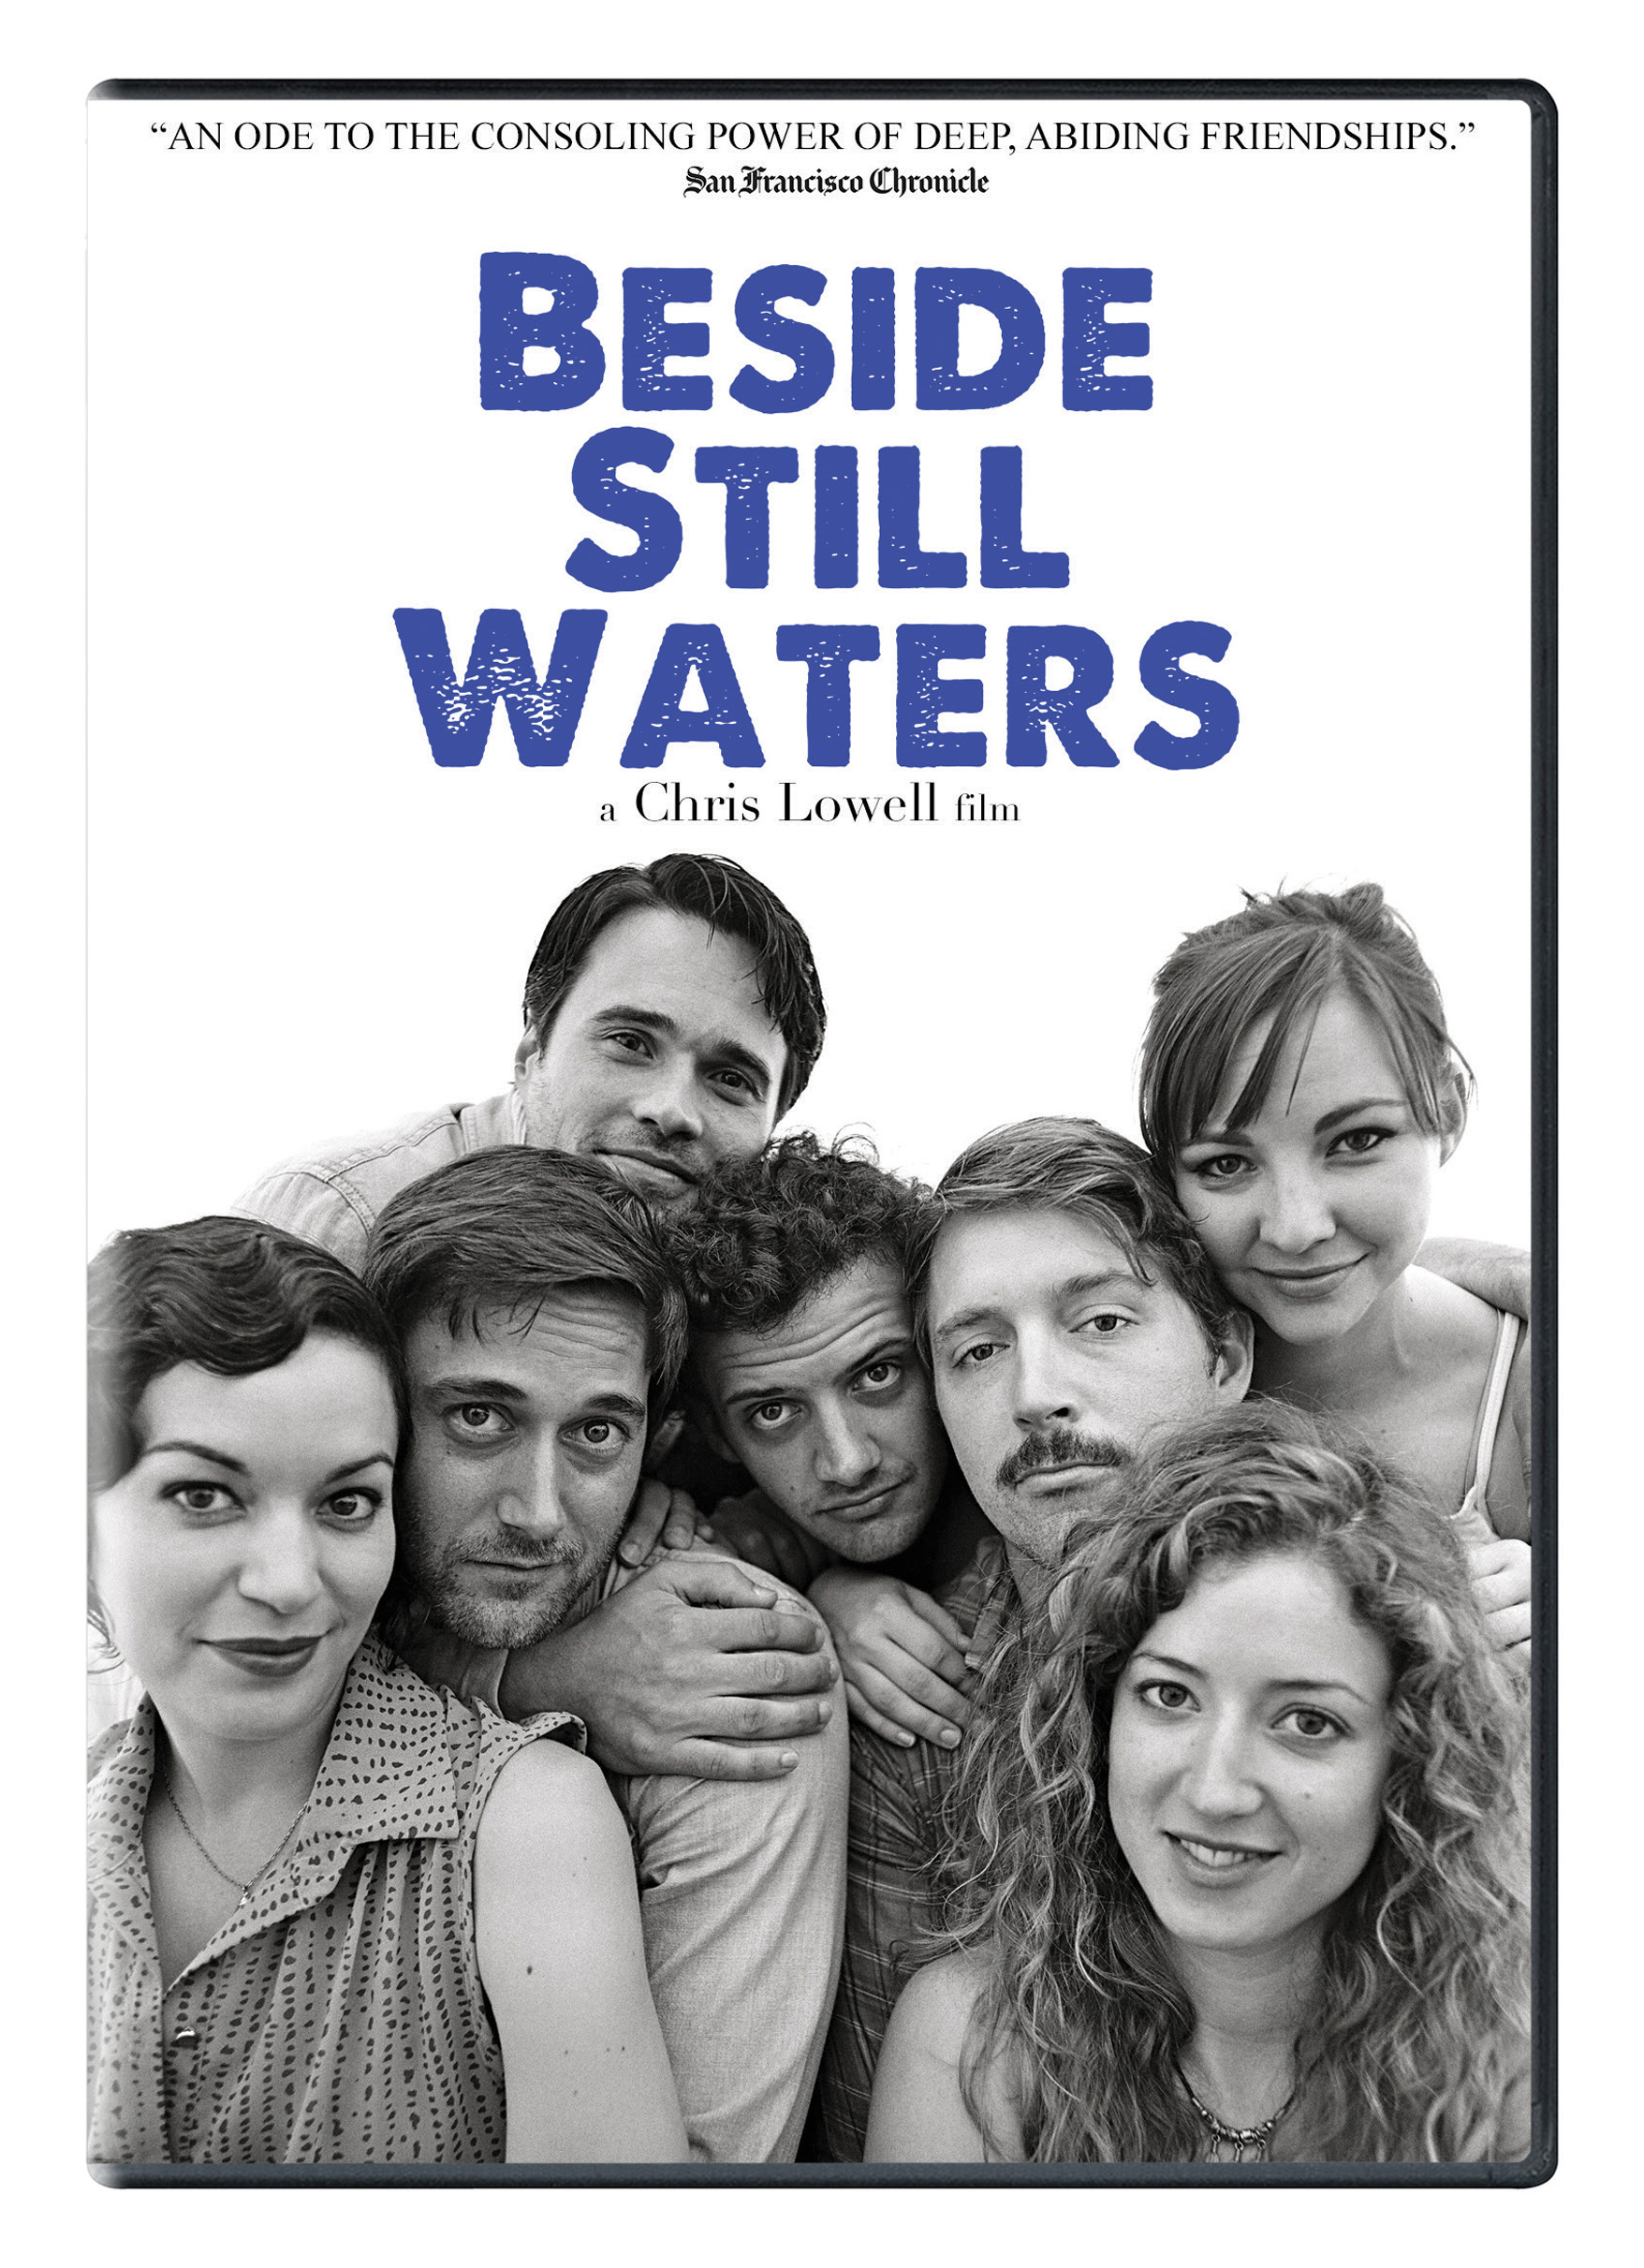 “AN ODE TO THE CONSOLING POWER OF DEEP, ABIDING FRIENDSHIPS.”
San Francisco Chronicle
BESIDE
STILL
WATERS
a Chris Lowell film